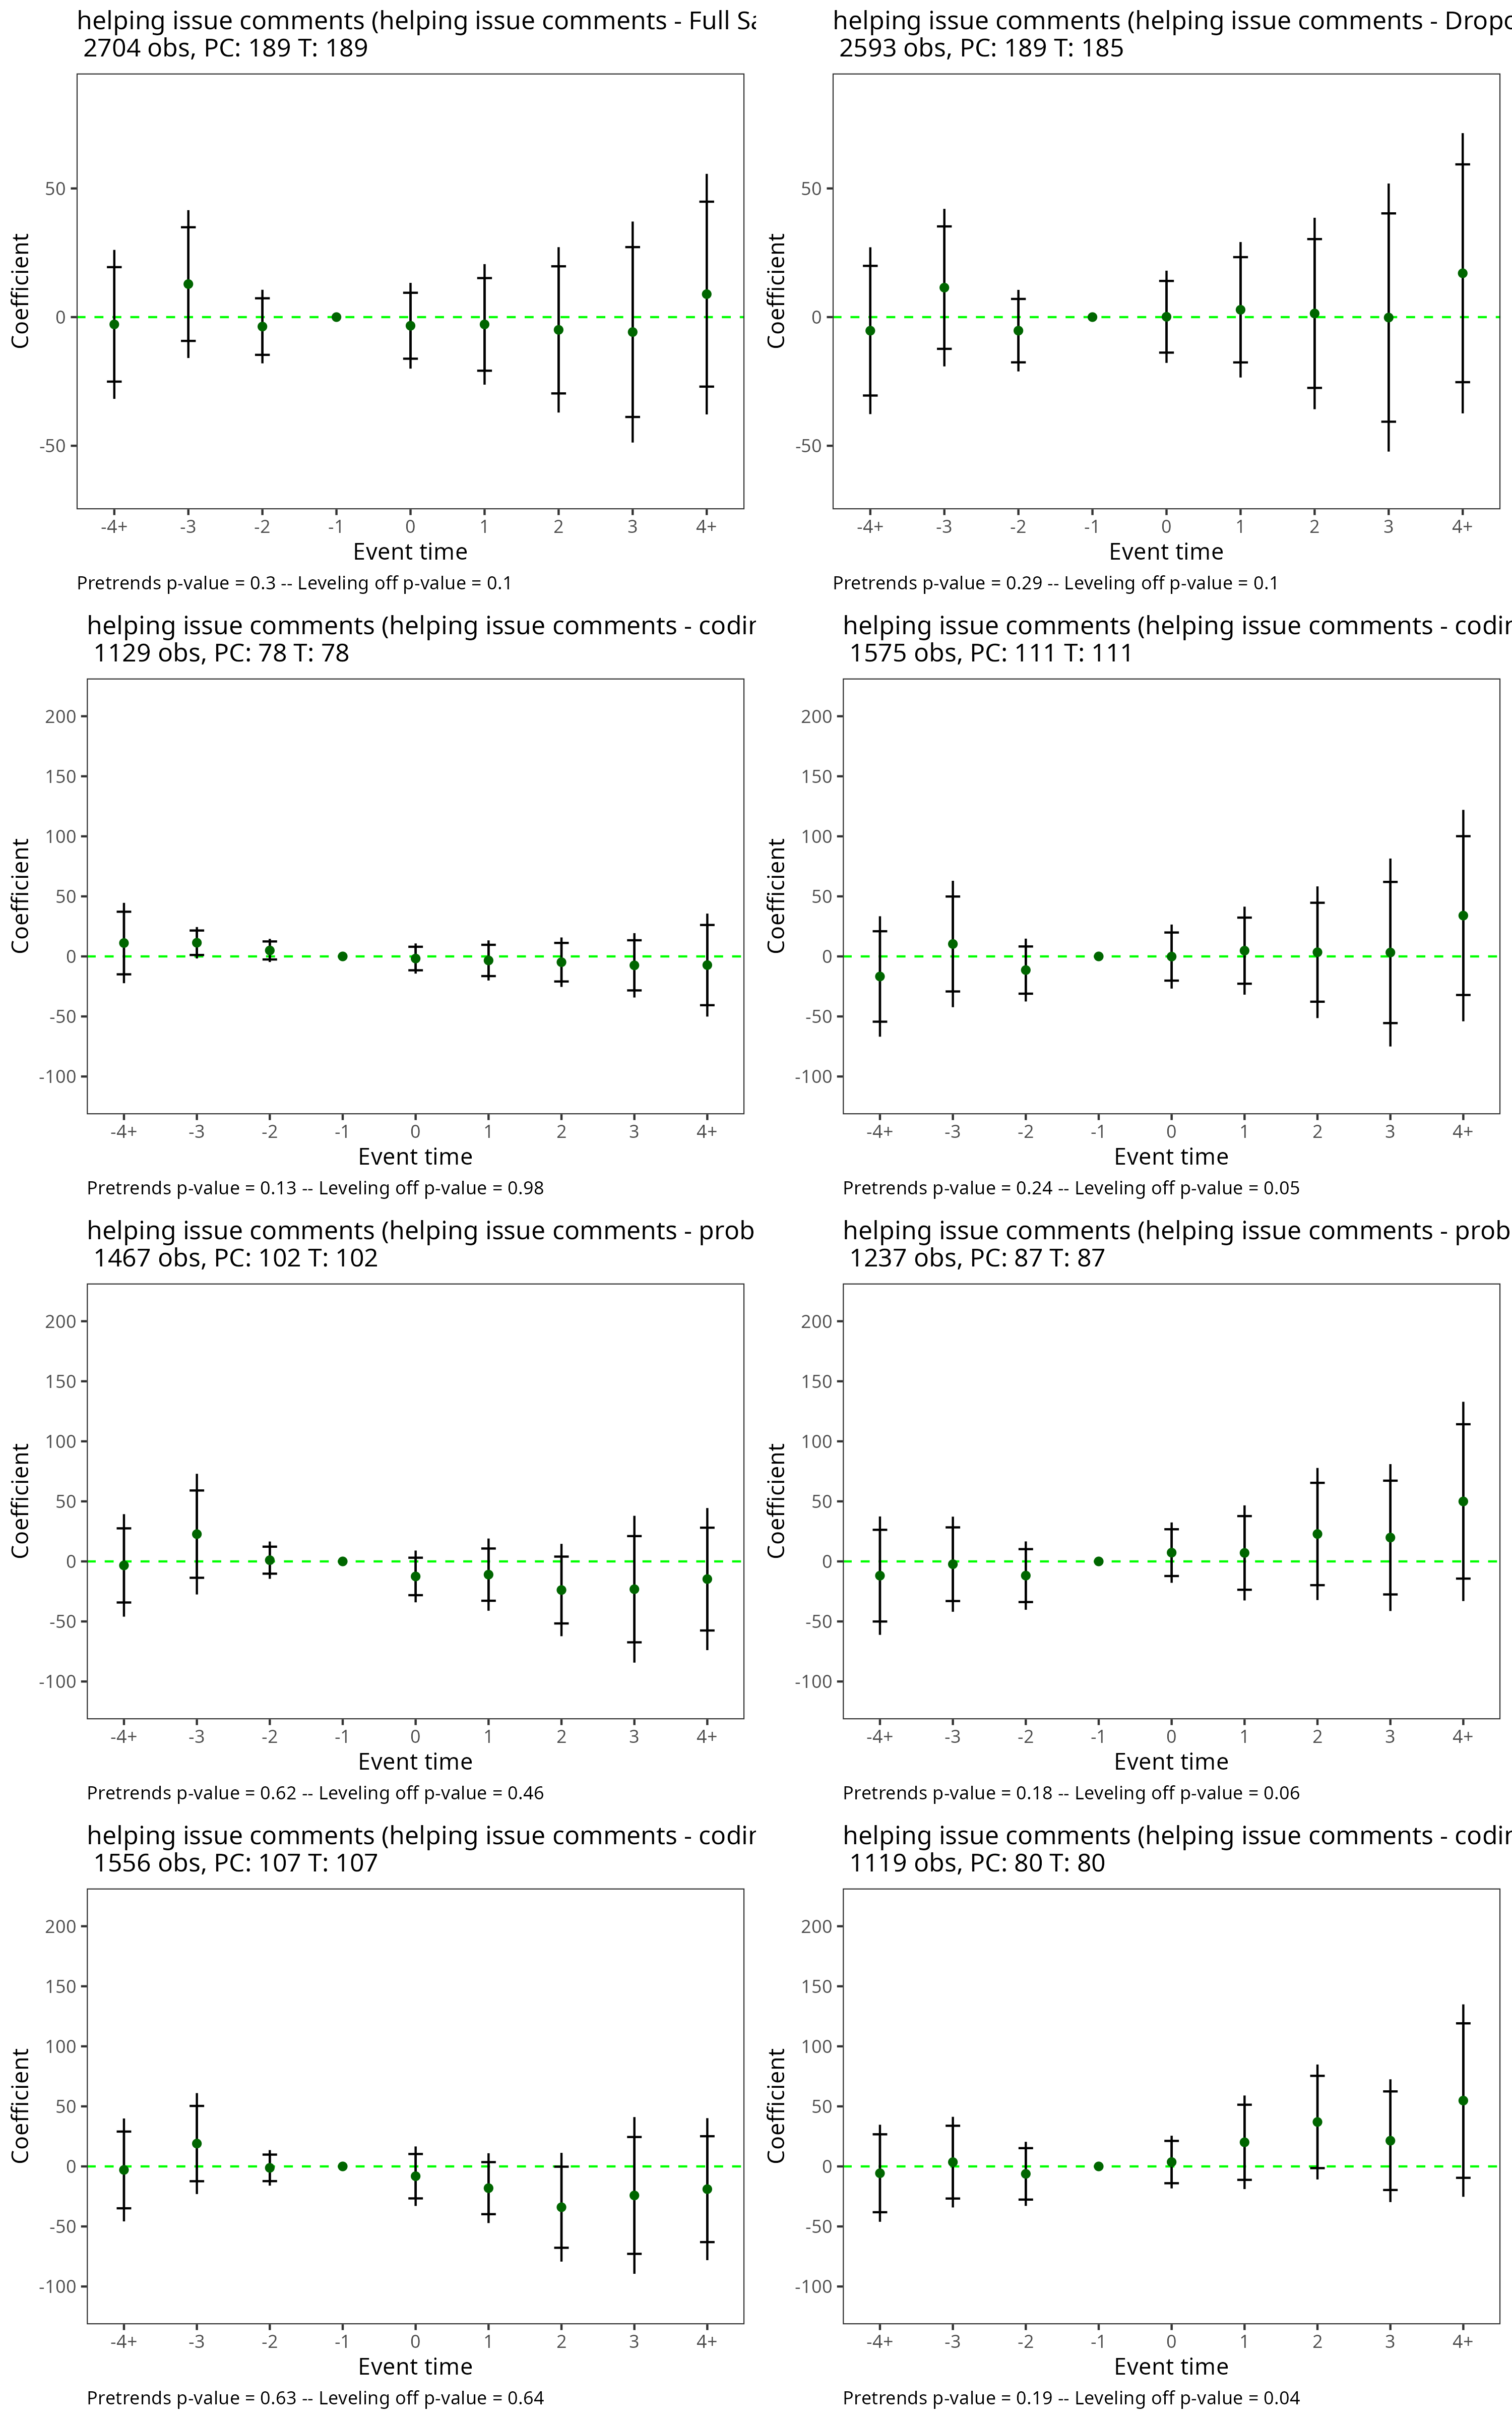 helping issue comments (helping issue comments - Full Sa
2704 obs, PC: 189 T: 189
Coefficient
50
0
-50
-4+ -3 -2 -1 0 1 2 3 4+
Event time
Pretrends p-value = 0.3 -- Leveling off p-value = 0.1
helping issue comments (helping issue comments - Dropo
2593 obs, PC: 189 T: 185
Coefficient
50
0
-50
-4+ -3 -2 -1 0 1 2 3 4+
Event time
Pretrends p-value = 0.29 -- Leveling off p-value = 0.1
helping issue comments (helping issue comments - codin
1129 obs, PC: 78 T: 78
Coefficient
200
150
100
50
0
-50
-100
-4+ -3 -2 -1 0 1 2 3 4+
Event time
Pretrends p-value = 0.13 -- Leveling off p-value = 0.98
helping issue comments (helping issue comments - codin
1575 obs, PC: 111 T: 111
Coefficient
200
150
100
50
0
-50
-100
-4+ -3 -2 -1 0 1 2 3 4+
Event time
Pretrends p-value = 0.24 -- Leveling off p-value = 0.05
helping issue comments (helping issue comments - prob
1467 obs, PC: 102 T: 102
Coefficient
200
150
100
50
0
-50
-100
-4+ -3 -2 -1 0 1 2 3 4+
Event time
Pretrends p-value = 0.62 -- Leveling off p-value = 0.46
helping issue comments (helping issue comments - prob
1237 obs, PC: 87 T: 87
Coefficient
200
150
100
50
0
-50
-100
-4+ -3 -2 -1 0 1 2 3 4+
Event time
Pretrends p-value = 0.18 -- Leveling off p-value = 0.06
helping issue comments (helping issue comments - codin
1556 obs, PC: 107 T: 107
Coefficient
200
150
100
50
0
-50
-100
-4+ -3 -2 -1 0 1 2 3 4+
Event time
Pretrends p-value = 0.63 -- Leveling off p-value = 0.64
helping issue comments (helping issue comments - codin
1119 obs, PC: 80 T: 80
Coefficient
200
150
100
50
0
-50
-100
-4+ -3 -2 -1 0 1 2 3 4+
Event time
Pretrends p-value = 0.19 -- Leveling off p-value = 0.04